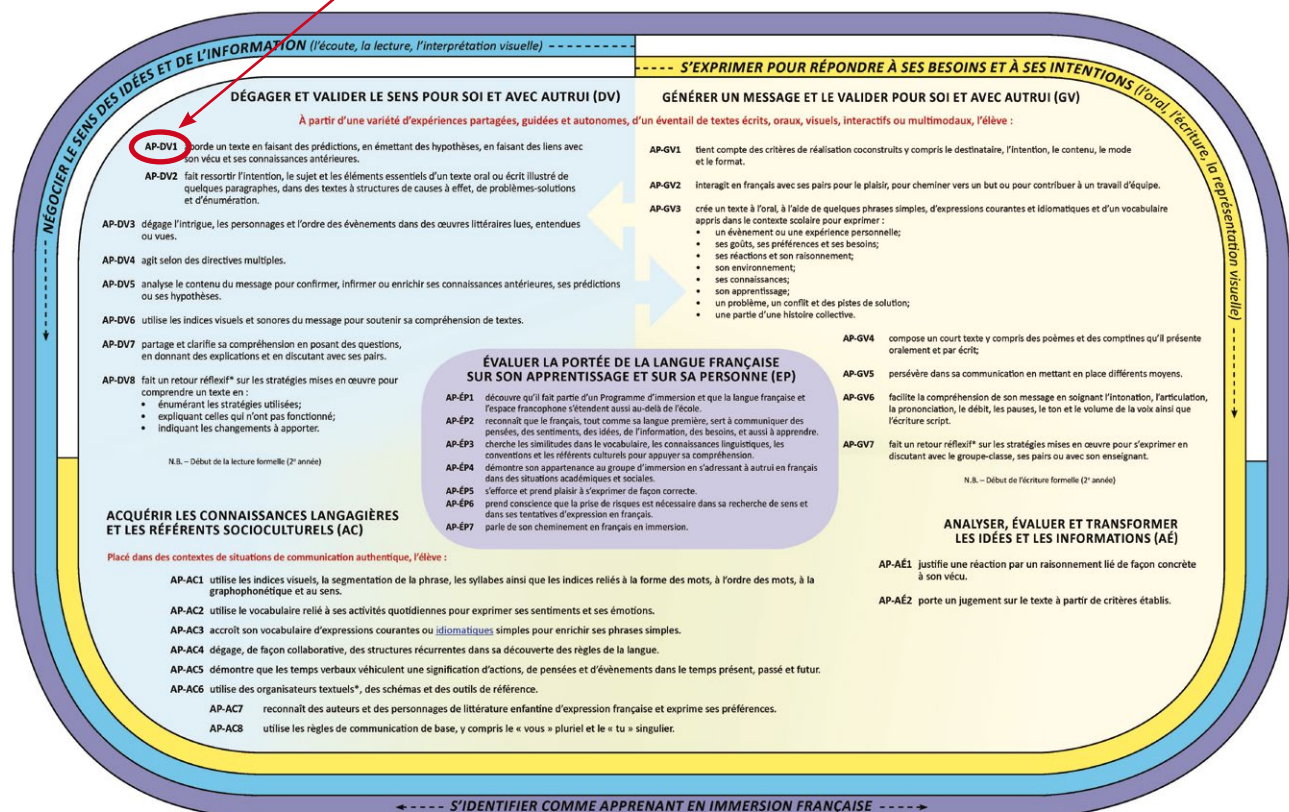 NÉGOCIER LE SENS DES IDÉES ET DE L'INFORMATION (l'écoute, la lecture, l'interprétation visuelle)
S'EXPRIMER POUR RÉPONDRE À SES BESOINS ET À SES INTENTIONS (l'oral, l'écriture, la représentation visuelle)
DÉGAGER ET VALIDER LE SENS POUR SOI ET AVEC AUTRUI (DV)
GÉNÉRER UN MESSAGE ET LE VALIDER POUR SOI ET AVEC AUTRUI (GV)
À partir d'une variété d'expériences partagées, guidées et autonomes, d'un éventail de textes écrits, oraux, visuels, interactifs ou multimodaux, l'élève :
AP-DV1 aborde un texte en faisant des prédictions, en émettant des hypothèses, en faisant des liens avec
son vécu et ses connaissances antérieures.
AP-DV2 fait ressortir l'intention, le sujet et les éléments essentiels d'un texte oral ou écrit illustré de
quelques paragraphes, dans des textes à structures de causes à effet, de problèmes-solutions
et d'énumération.
AP-DV3 dégage l'intrigue, les personnages et l'ordre des évènements dans des œuvres littéraires lues, entendues
ou vues.
AP-DV4 agit selon des directives multiples.
AP-DV5 analyse le contenu du message pour confirmer, infirmer ou enrichir ses connaissances antérieures, ses prédictions
ou ses hypothèses.
AP-DV6 utilise les indices visuels et sonores du message pour soutenir sa compréhension de textes.
AP-DV7 partage et clarifie sa compréhension en posant des questions,
en donnant des explications et en discutant avec ses pairs.
AP-DV8 fait un retour réflexif* sur les stratégies mises en œuvre pour
comprendre un texte en :
• énumérant les stratégies utilisées;
• expliquant celles qui n'ont pas fonctionné;
• indiquant les changements à apporter.
N.B. – Début de la lecture formelle (2e année)
AP-GV1 tient compte des critères de réalisation coconstruits y compris le destinataire, l'intention, le contenu, le mode
et le format.
AP-GV2 interagit en français avec ses pairs pour le plaisir, pour cheminer vers un but ou pour contribuer à un travail d'équipe.
AP-GV3 crée un texte à l'oral, à l'aide de quelques phrases simples, d'expressions courantes et idiomatiques et d'un vocabulaire
appris dans le contexte scolaire pour exprimer :
• un évènement ou une expérience personnelle;
• ses goûts, ses préférences et ses besoins;
• ses réactions et son raisonnement;
• son environnement;
• ses connaissances;
• son apprentissage;
• un problème, un conflit et des pistes de solution;
• une partie d'une histoire collective.
AP-GV4 compose un court texte y compris des poèmes et des comptines qu'il présente
oralement et par écrit;
AP-GV5 persévère dans sa communication en mettant en place différents moyens.
AP-GV6 facilite la compréhension de son message en soignant l'intonation, l'articulation,
la prononciation, le débit, les pauses, le ton et le volume de la voix ainsi que
l'écriture script.
AP-GV7 fait un retour réflexif* sur les stratégies mises en œuvre pour s'exprimer en
discutant avec le groupe-classe, ses pairs ou avec son enseignant.
N.B. – Début de l'écriture formelle (2e année)
ÉVALUER LA PORTÉE DE LA LANGUE FRANÇAISE
SUR SON APPRENTISSAGE ET SUR SA PERSONNE (EP)
AP-ÉP1 découvre qu'il fait partie d'un Programme d'immersion et que la langue française et
l'espace francophone s'étendent aussi au-delà de l'école.
AP-ÉP2 reconnaît que le français, tout comme sa langue première, sert à communiquer des
pensées, des sentiments, des idées, de l'information, des besoins, et aussi à apprendre.
AP-ÉP3 cherche les similitudes dans le vocabulaire, les connaissances linguistiques, les
conventions et les référents culturels pour appuyer sa compréhension.
AP-ÉP4 démontre son appartenance au groupe d'immersion en s'adressant à autrui en français
dans des situations académiques et sociales.
AP-ÉP5 s'efforce et prend plaisir à s'exprimer de façon correcte.
AP-ÉP6 prend conscience que la prise de risques est nécessaire dans sa recherche de sens et
dans ses tentatives d'expression en français.
AP-ÉP7 parle de son cheminement en français en immersion.
ACQUÉRIR LES CONNAISSANCES LANGAGIÈRES
ET LES RÉFÉRENTS SOCIOCULTURELS (AC)
Placé dans des contextes de situations de communication authentique, l'élève :
AP-AC1 utilise les indices visuels, la segmentation de la phrase, les syllabes ainsi que les indices reliés à la forme des mots, à l'ordre des mots, à la
graphophonétique et au sens.
AP-AC2 utilise le vocabulaire relié à ses activités quotidiennes pour exprimer ses sentiments et ses émotions.
AP-AC3 accroît son vocabulaire d'expressions courantes ou idiomatiques simples pour enrichir ses phrases simples.
AP-AC4 dégage, de façon collaborative, des structures récurrentes dans sa découverte des règles de la langue.
AP-AC5 démontre que les temps verbaux véhiculent une signification d'actions, de pensées et d'évènements dans le temps présent, passé et futur.
AP-AC6 utilise des organisateurs textuels*, des schémas et des outils de référence.
AP-AC7 reconnaît des auteurs et des personnages de littérature enfantine d'expression française et exprime ses préférences.
AP-AC8 utilise les règles de communication de base, y compris le « vous » pluriel et le « tu » singulier.
ANALYSER, ÉVALUER ET TRANSFORMER
LES IDÉES ET LES INFORMATIONS (AÉ)
AP-AÉ1 justifie une réaction par un raisonnement lié de façon concrète
à son vécu.
AP-AÉ2 porte un jugement sur le texte à partir de critères établis.
S'IDENTIFIER COMME APPRENANT EN IMMERSION FRANÇAISE